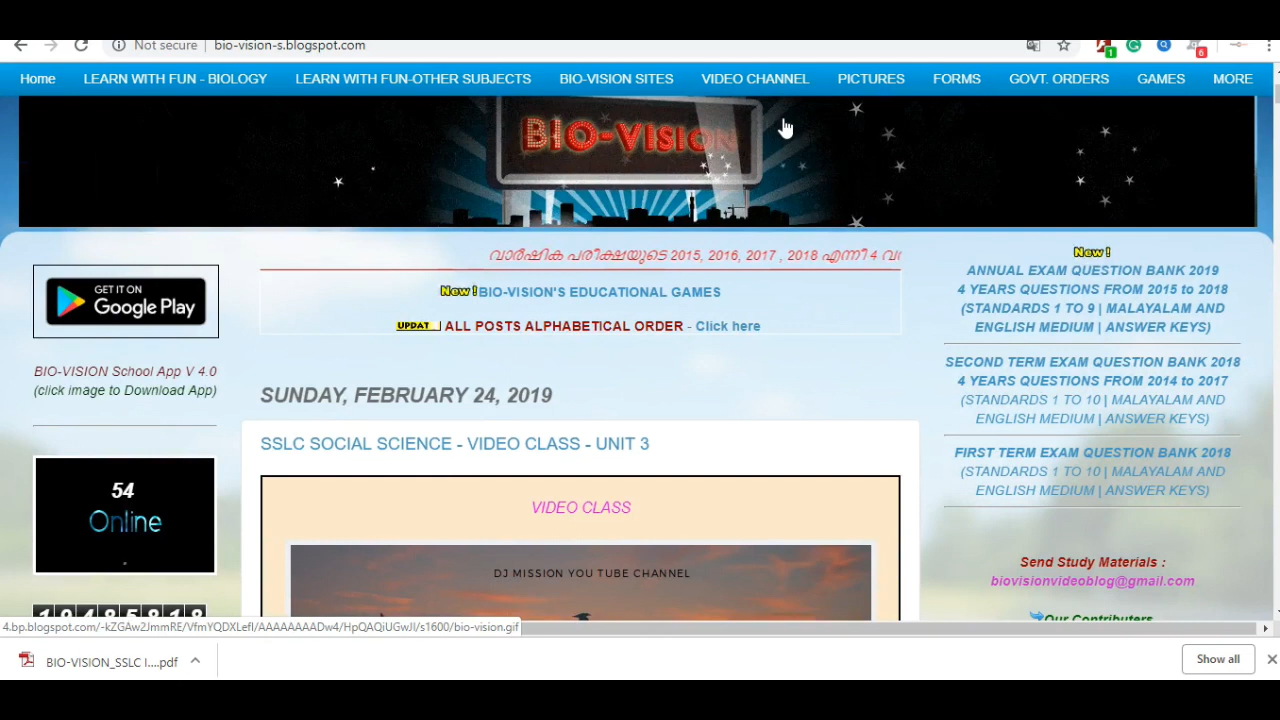 Not secure | bio-vision-s.blogspot.com
1
6
Home LEARN WITH FUN - BIOLOGY LEARN WITH FUN-OTHER SUBJECTS BIO-VISION SITES VIDEO CHANNEL PICTURES FORMS GOVT. ORDERS GAMES MORE
BIO-VISION
വാർഷിക പരീക്ഷയുടെ 2015, 2016, 2017 , 2018 എന്നീ 4
GET IT ON
Google Play
BIO-VISION School App V 4.0
(click image to Download App)
54
Online
New ! BIO-VISION'S EDUCATIONAL GAMES
UPDAT ALL POSTS ALPHABETICAL ORDER - Click here
SUNDAY, FEBRUARY 24, 2019
SSLC SOCIAL SCIENCE - VIDEO CLASS - UNIT 3
VIDEO CLASS
DJ MISSION YOU TUBE CHANNEL
New !
ANNUAL EXAM QUESTION BANK 2019
4 YEARS QUESTIONS FROM 2015 to 2018
(STANDARDS 1 TO 9 | MALAYALAM AND
ENGLISH MEDIUM | ANSWER KEYS)
SECOND TERM EXAM QUESTION BANK 2018
4 YEARS QUESTIONS FROM 2014 to 2017
(STANDARDS 1 TO 10 | MALAYALAM AND
ENGLISH MEDIUM | ANSWER KEYS)
FIRST TERM EXAM QUESTION BANK 2018
(STANDARDS 1 TO 10 | MALAYALAM AND
ENGLISH MEDIUM | ANSWER KEYS)
Send Study Materials :
biovisionvideoblog@gmail.com
Our Contributers
4.bp.blogspot.com/-kZGAw2JmmRE/VfmYQDXLefI/AAAAAAAADw4/HpQAQiUGwJI/s1600/bio-vision.gif
BIO-VISION_SSLC I....pdf
Show all